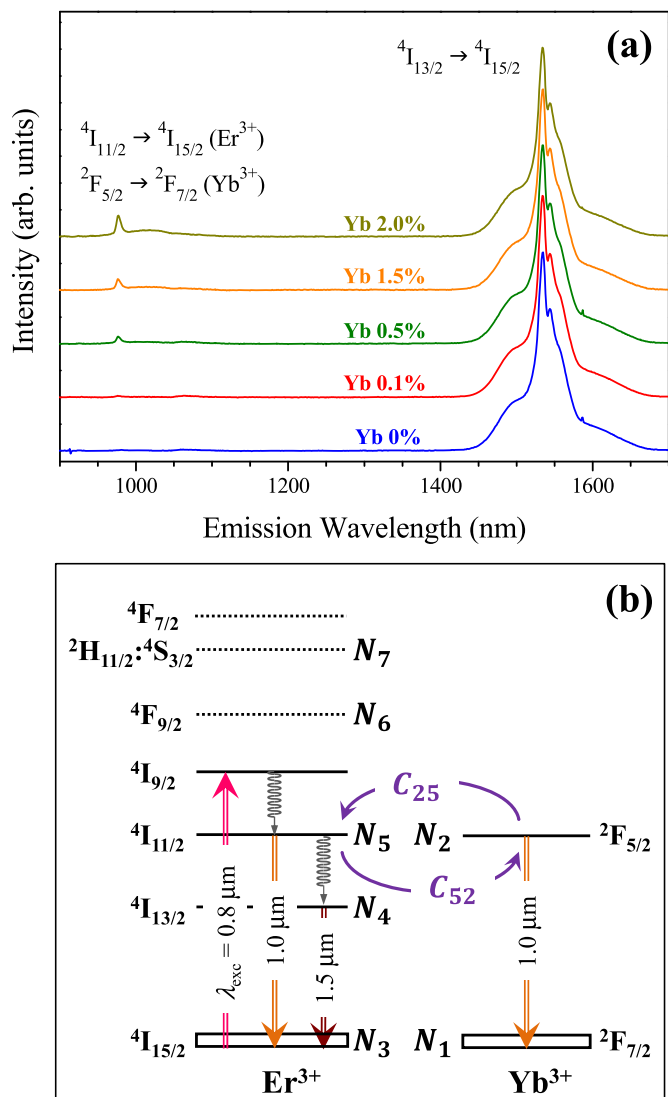 (a)
⁴I₁₃/₂ → ⁴I₁₅/₂
⁴I₁₁/₂ → ⁴I₁₅/₂ (Er³⁺)
²F₅/₂ → ²F₇/₂ (Yb³⁺)
Intensity (arb. units)
Yb 2.0%
Yb 1.5%
Yb 0.5%
Yb 0.1%
Yb 0%
1000 1200 1400 1600
Emission Wavelength (nm)
(b)
⁴F₇/₂
²H₁₁/₂:⁴S₃/₂ N₇
⁴F₉/₂ N₆
⁴I₉/₂
C₂₅
⁴I₁₁/₂ N₅ N₂ ²F₅/₂
C₅₂
⁴I₁₃/₂ N₄
λexc = 0.8 μm
1.0 μm
1.5 μm
1.0 μm
⁴I₁₅/₂ N₃ N₁ ²F₇/₂
Er³⁺ Yb³⁺